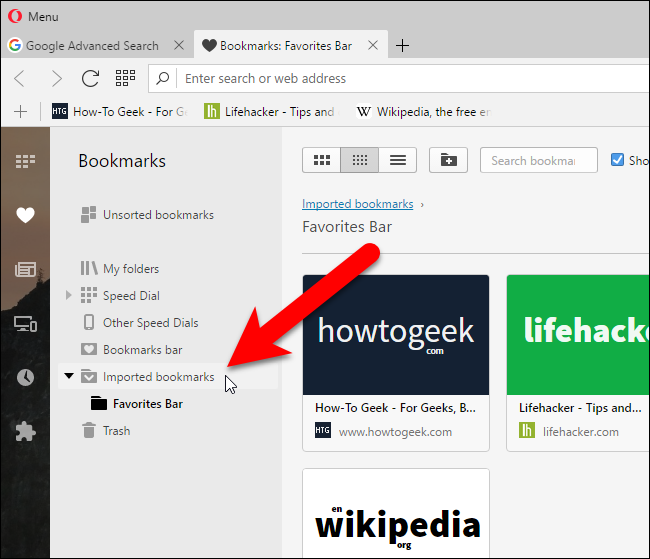 Menu
Google Advanced Search
Bookmarks: Favorites Bar
Enter search or web address
HTG How-To Geek - For G
lh Lifehacker - Tips and
W Wikipedia, the free er
Bookmarks
Unsorted bookmarks
My folders
Speed Dial
Other Speed Dials
Bookmarks bar
Imported bookmarks
Favorites Bar
Trash
Search bookmar
Sho
Imported bookmarks ›
Favorites Bar
howtogeek
com
How-To Geek - For Geeks, B...
HTG www.howtogeek.com
lifehacke
Lifehacker - Tips and...
lh lifehacker.com
en
wikipedia
org